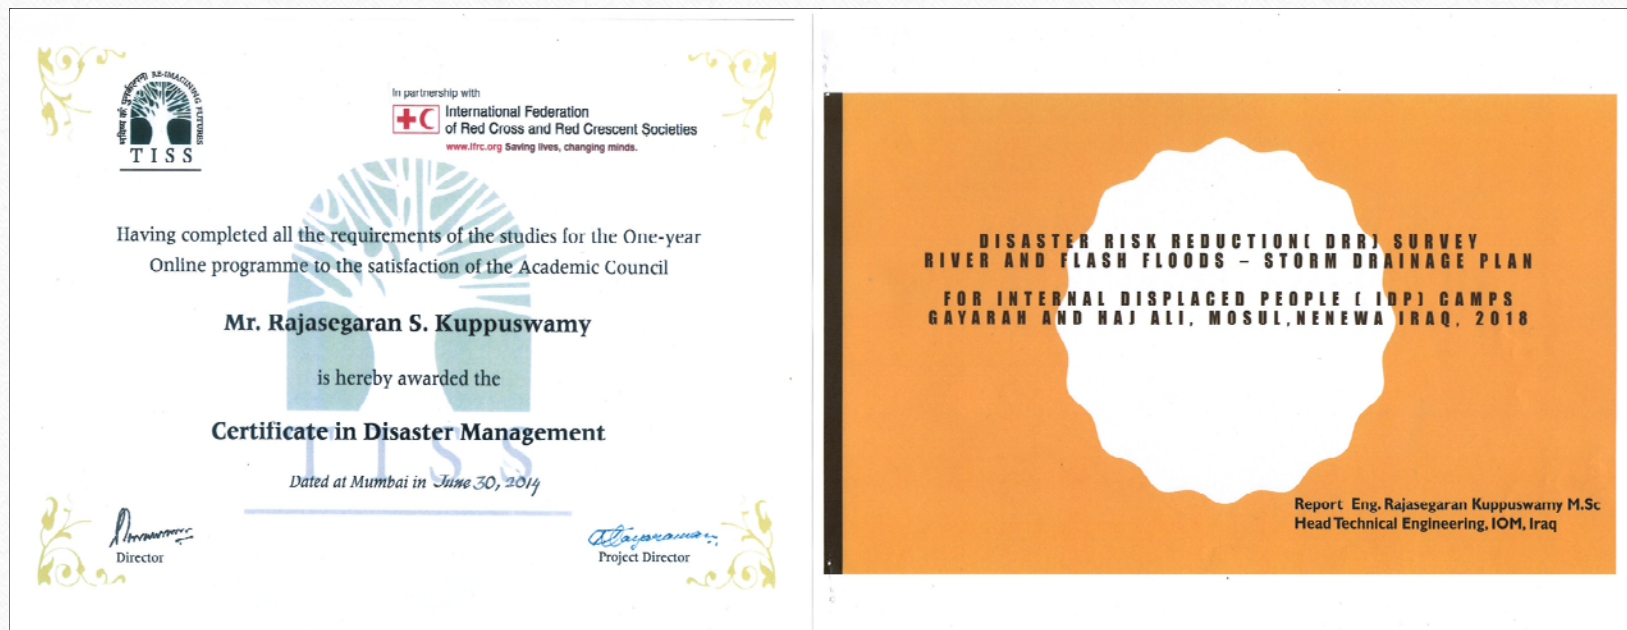 भविष्य की पुनर्कल्पना RE-IMAGINING FUTURES
TISS
In partnership with
International Federation
of Red Cross and Red Crescent Societies
www.ifrc.org Saving lives, changing minds.
Having completed all the requirements of the studies for the One-year
Online programme to the satisfaction of the Academic Council
Mr. Rajasegaran S. Kuppuswamy
is hereby awarded the
Certificate in Disaster Management
TISS
Dated at Mumbai in June 30, 2014
Director
Project Director
DISASTER RISK REDUCTION( DRR) SURVEY
RIVER AND FLASH FLOODS – STORM DRAINAGE PLAN
FOR INTERNAL DISPLACED PEOPLE ( IDP) CAMPS
GAYARAH AND HAJ ALI, MOSUL,NENEWA IRAQ, 2018
Report Eng. Rajasegaran Kuppuswamy M.Sc
Head Technical Engineering, IOM, Iraq